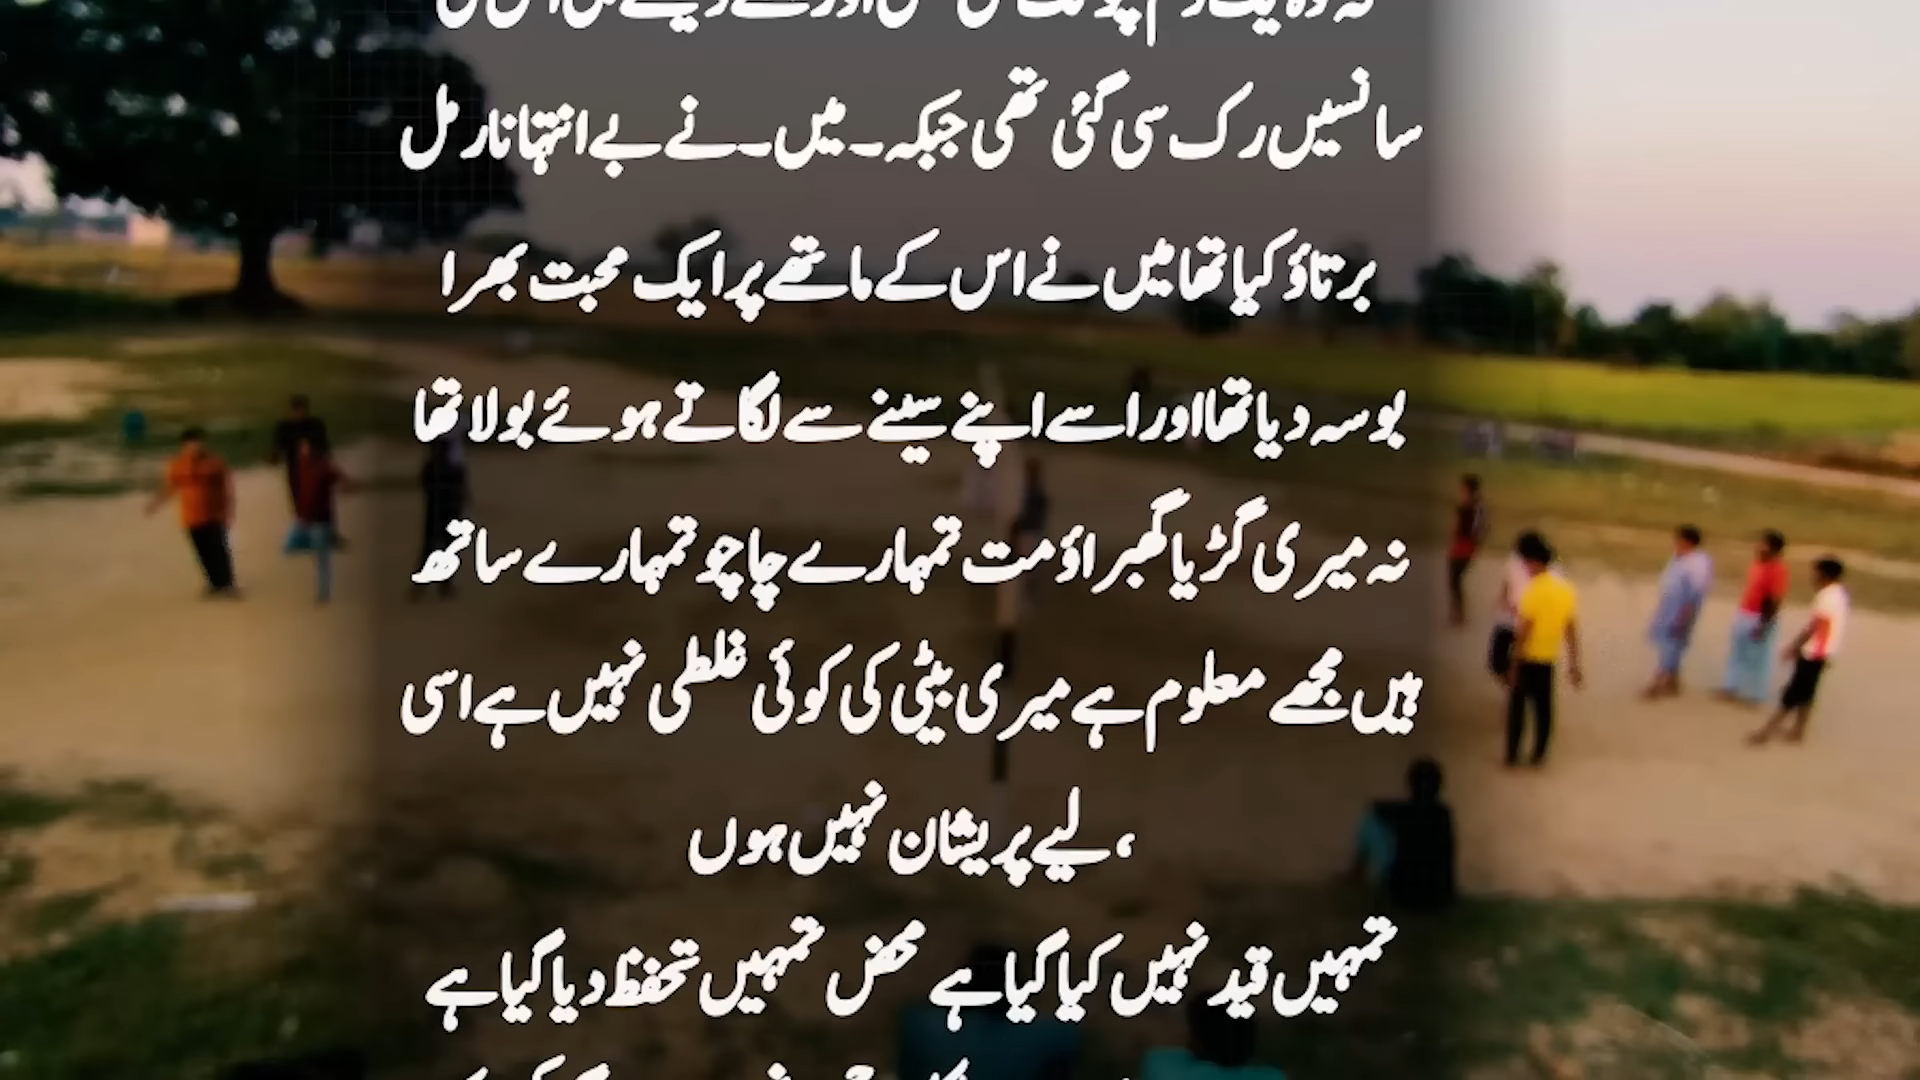 سانسیں رک سی گئی تھی جبکہ۔میں۔نے بے انتہا نارمل
برتاؤ کیا تھا میں نے اس کے ماتھے پر ایک محبت بھرا
بوسہ دیا تھا اور اسے اپنے سینے سے لگاتے ہوئے بولا تھا
نہ میری گڑیا گھبراؤ مت تمہارے چاچو تمہارے ساتھ
ہیں مجھے معلوم ہے میری بیٹی کی کوئی غلطی نہیں ہے اسی
،لیے پریشان نہیں ہوں
تمہیں قید نہیں کیا گیا ہے محض تمہیں تحفظ دیا گیا ہے